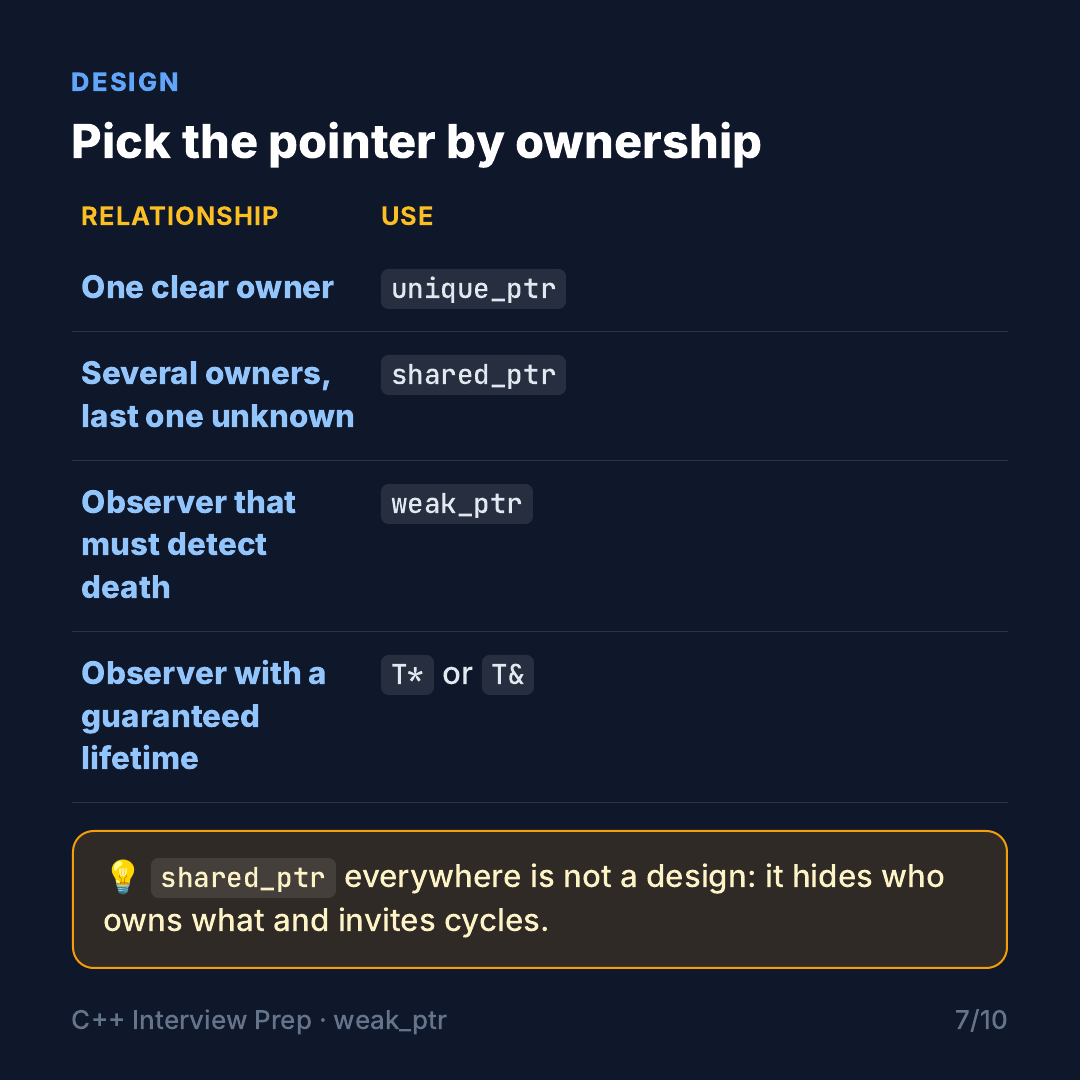 DESIGN
Pick the pointer by ownership
RELATIONSHIP USE
One clear owner unique_ptr
Several owners, shared_ptr
last one unknown
Observer that weak_ptr
must detect
death
Observer with a T* or T&
guaranteed
lifetime
💡 shared_ptr everywhere is not a design: it hides who
owns what and invites cycles.
C++ Interview Prep · weak_ptr 7/10